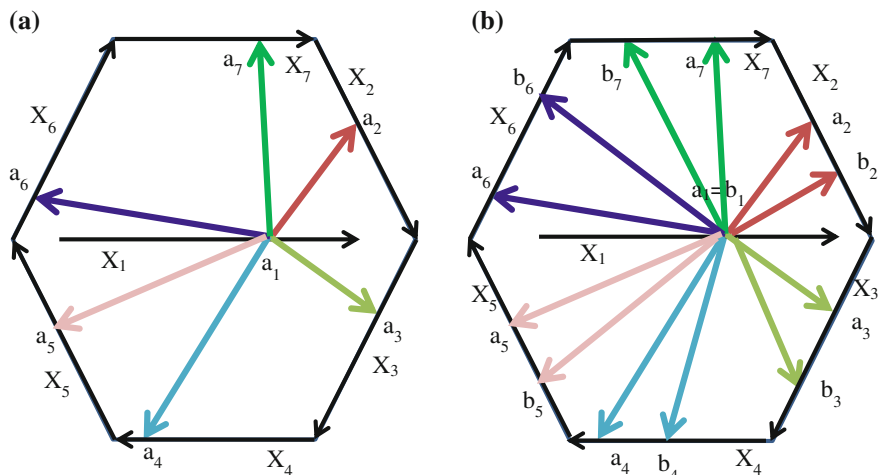 (a)
a₇
X₇
X₂
X₆
a₂
a₆
X₁
a₁
a₃
a₅
X₅
X₃
a₄
X₄
(b)
b₇
a₇
X₇
X₂
b₆
X₆
a₂
b₂
a₆
a₁=b₁
X₁
X₅
X₃
a₅
a₃
b₅
b₃
a₄
b₄
X₄